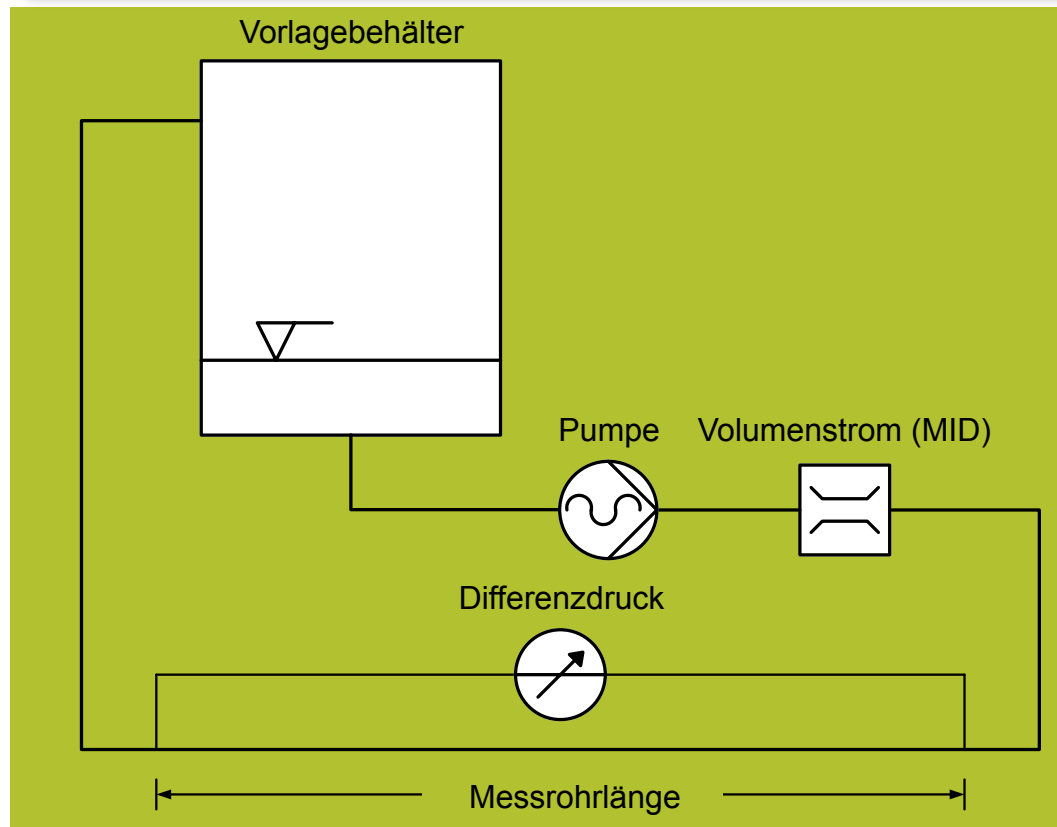 Vorlagebehälter
Pumpe
Volumenstrom (MID)
Differenzdruck
Messrohrlänge